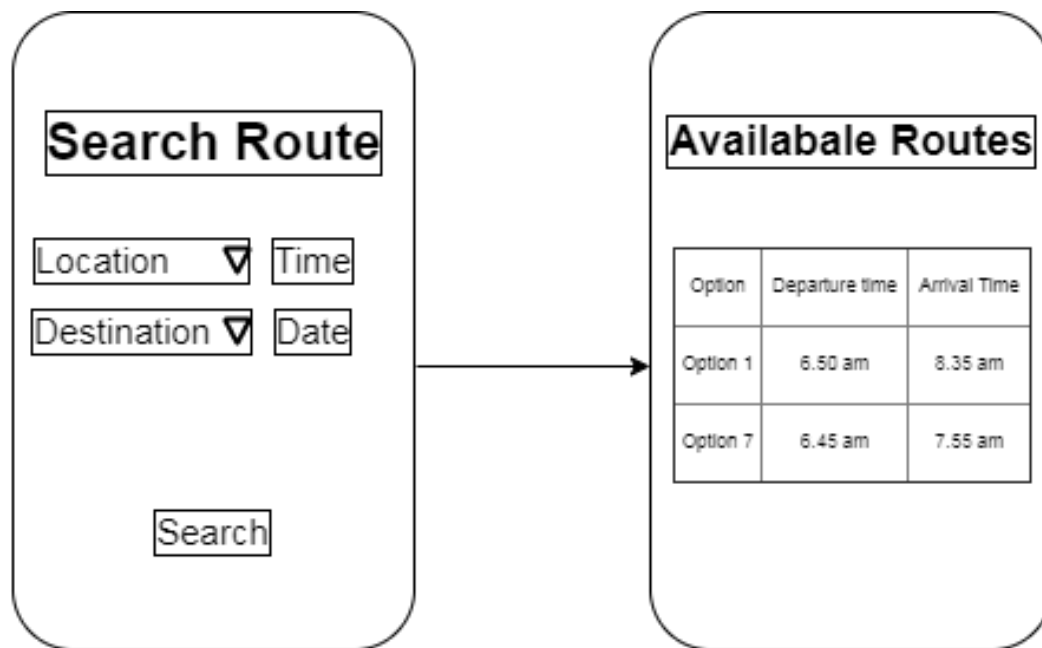 Search Route
Location Time
Destination Date
Search
Availabale Routes
Option Departure time Arrival Time
Option 1 6.50 am 8.35 am
Option 7 6.45 am 7.55 am